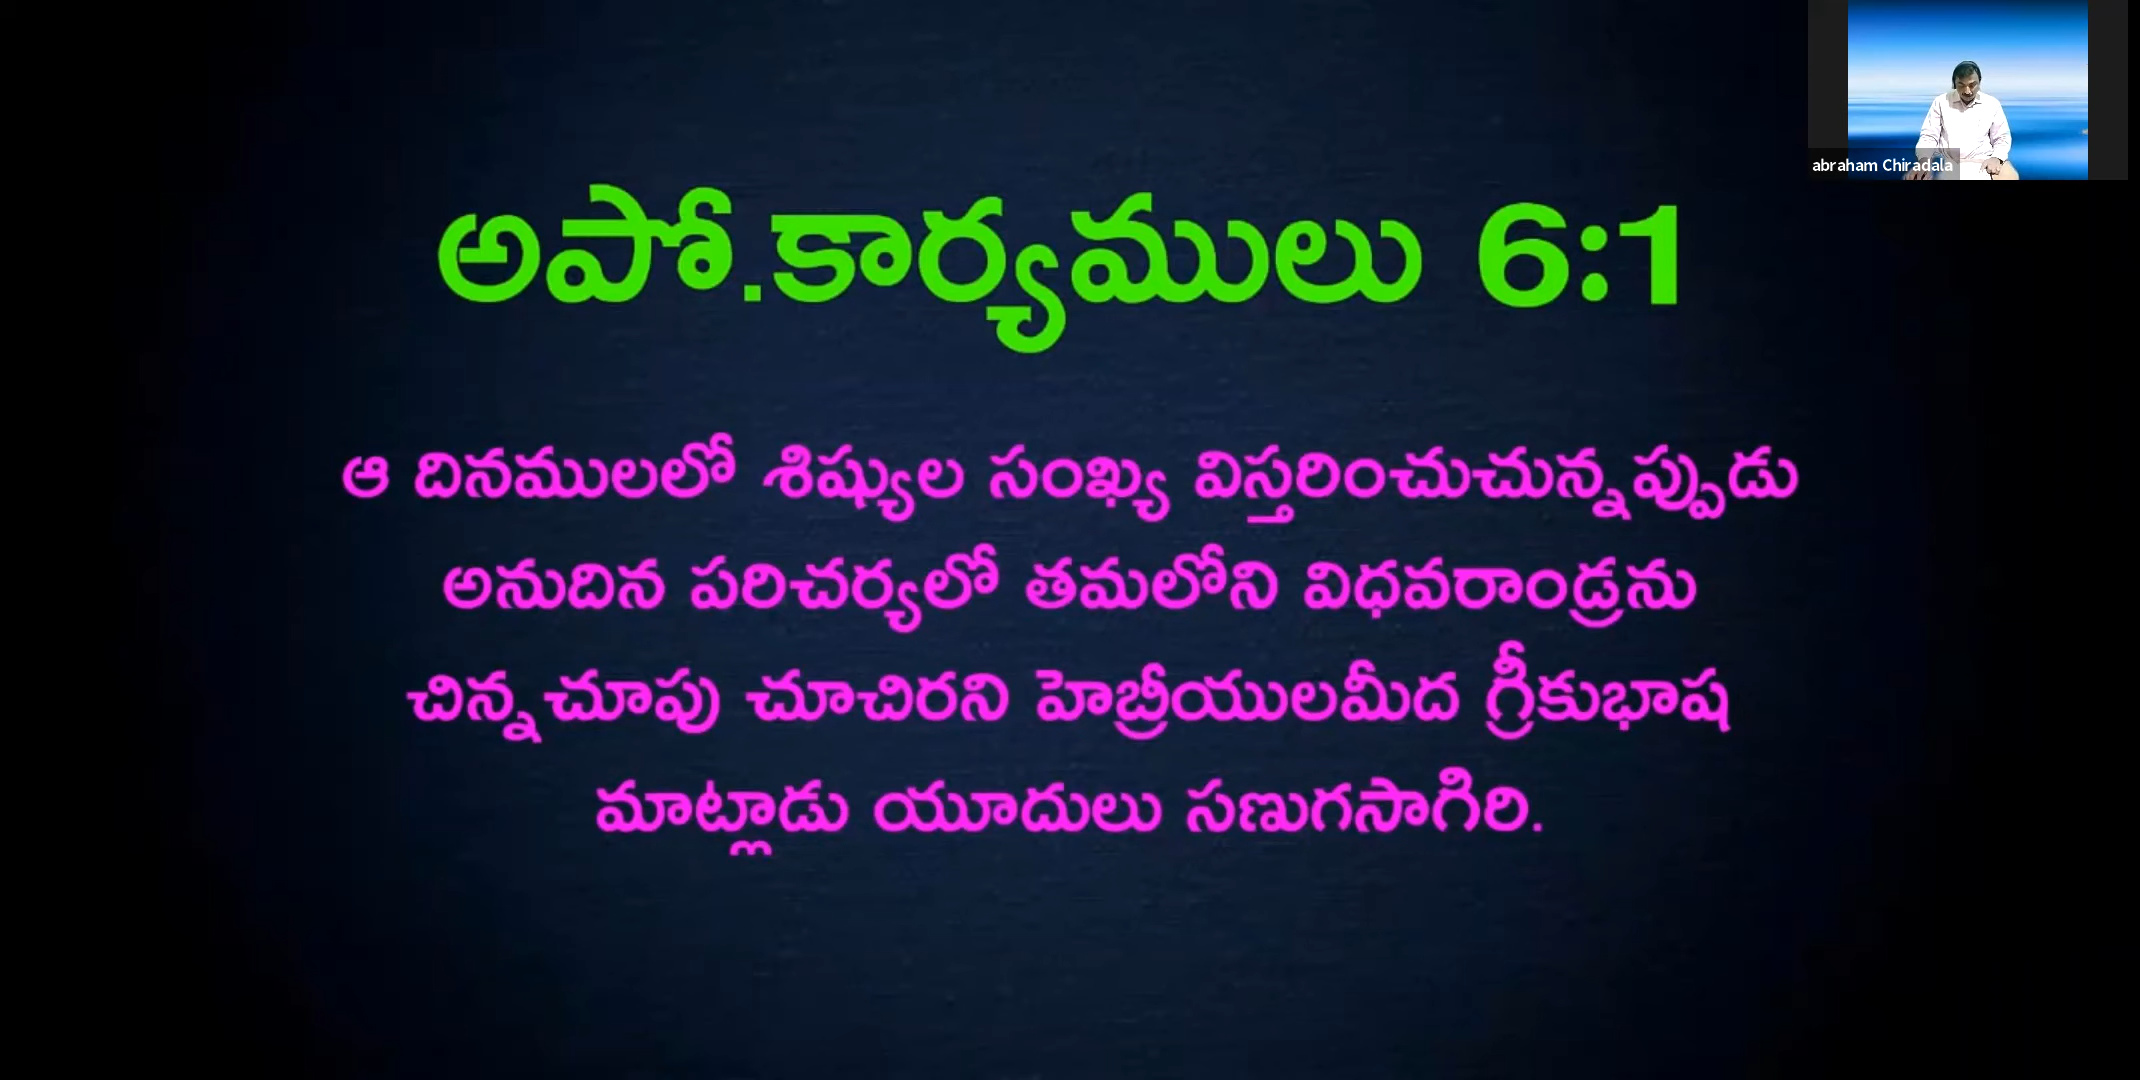 abraham Chiradala
అపో.కార్యములు 6:1
ఆ దినములలో శిష్యుల సంఖ్య విస్తరించుచున్నప్పుడు
అనుదిన పరిచర్యలో తమలోని విధవరాండ్రను
చిన్నచూపు చూచిరని హెబ్రీయులమీద గ్రీకుభాష
మాట్లాడు యూదులు సణుగసాగిరి.